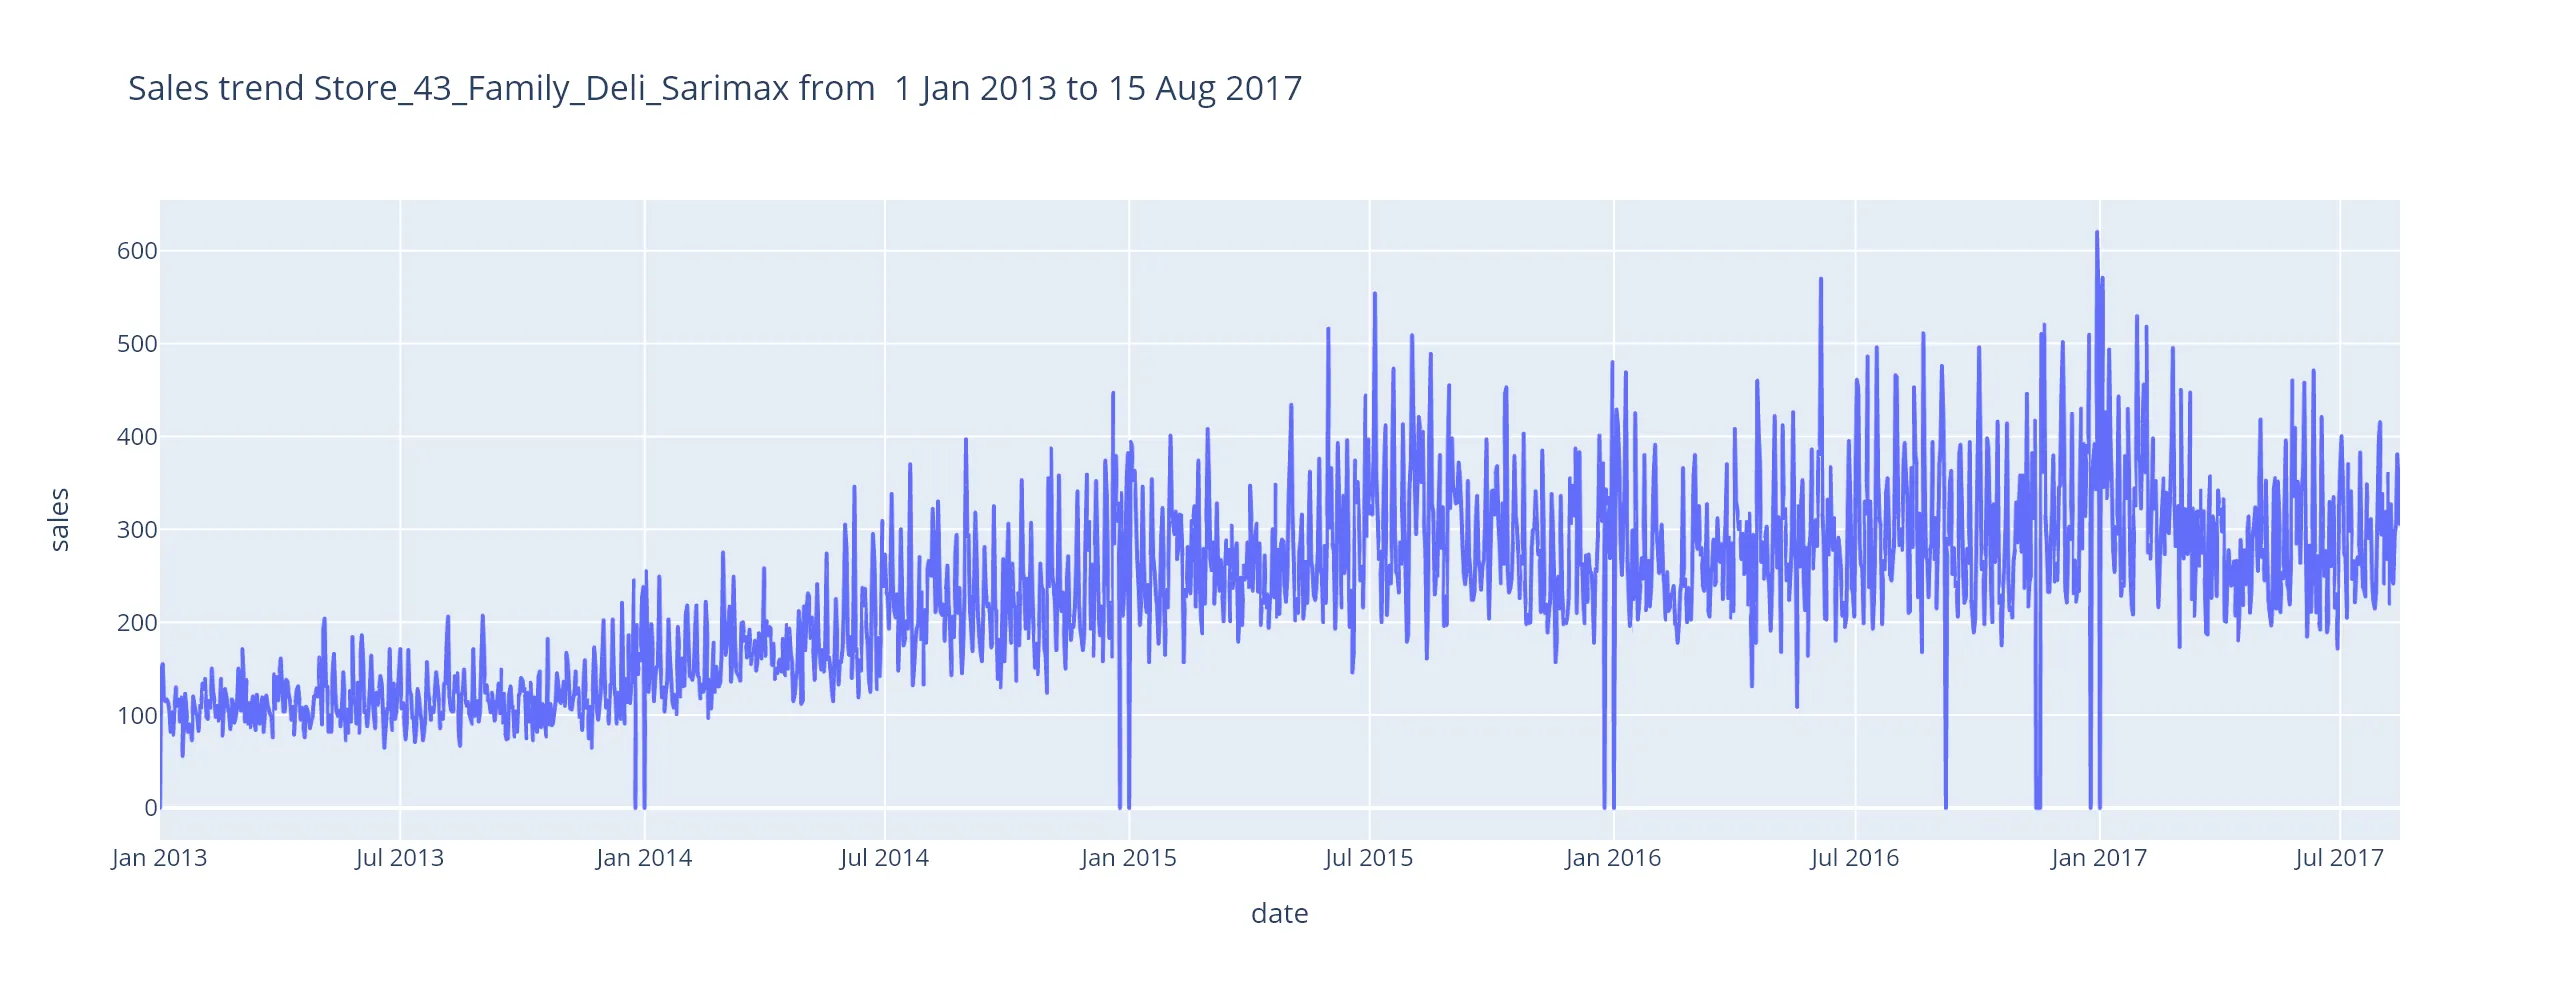 Sales trend Store_43_Family_Deli_Sarimax from  1 Jan 2013 to 15 Aug 2017
600
500
400
300
200
100
0
sales
Jan 2013 Jul 2013 Jan 2014 Jul 2014 Jan 2015 Jul 2015 Jan 2016 Jul 2016 Jan 2017 Jul 2017
date